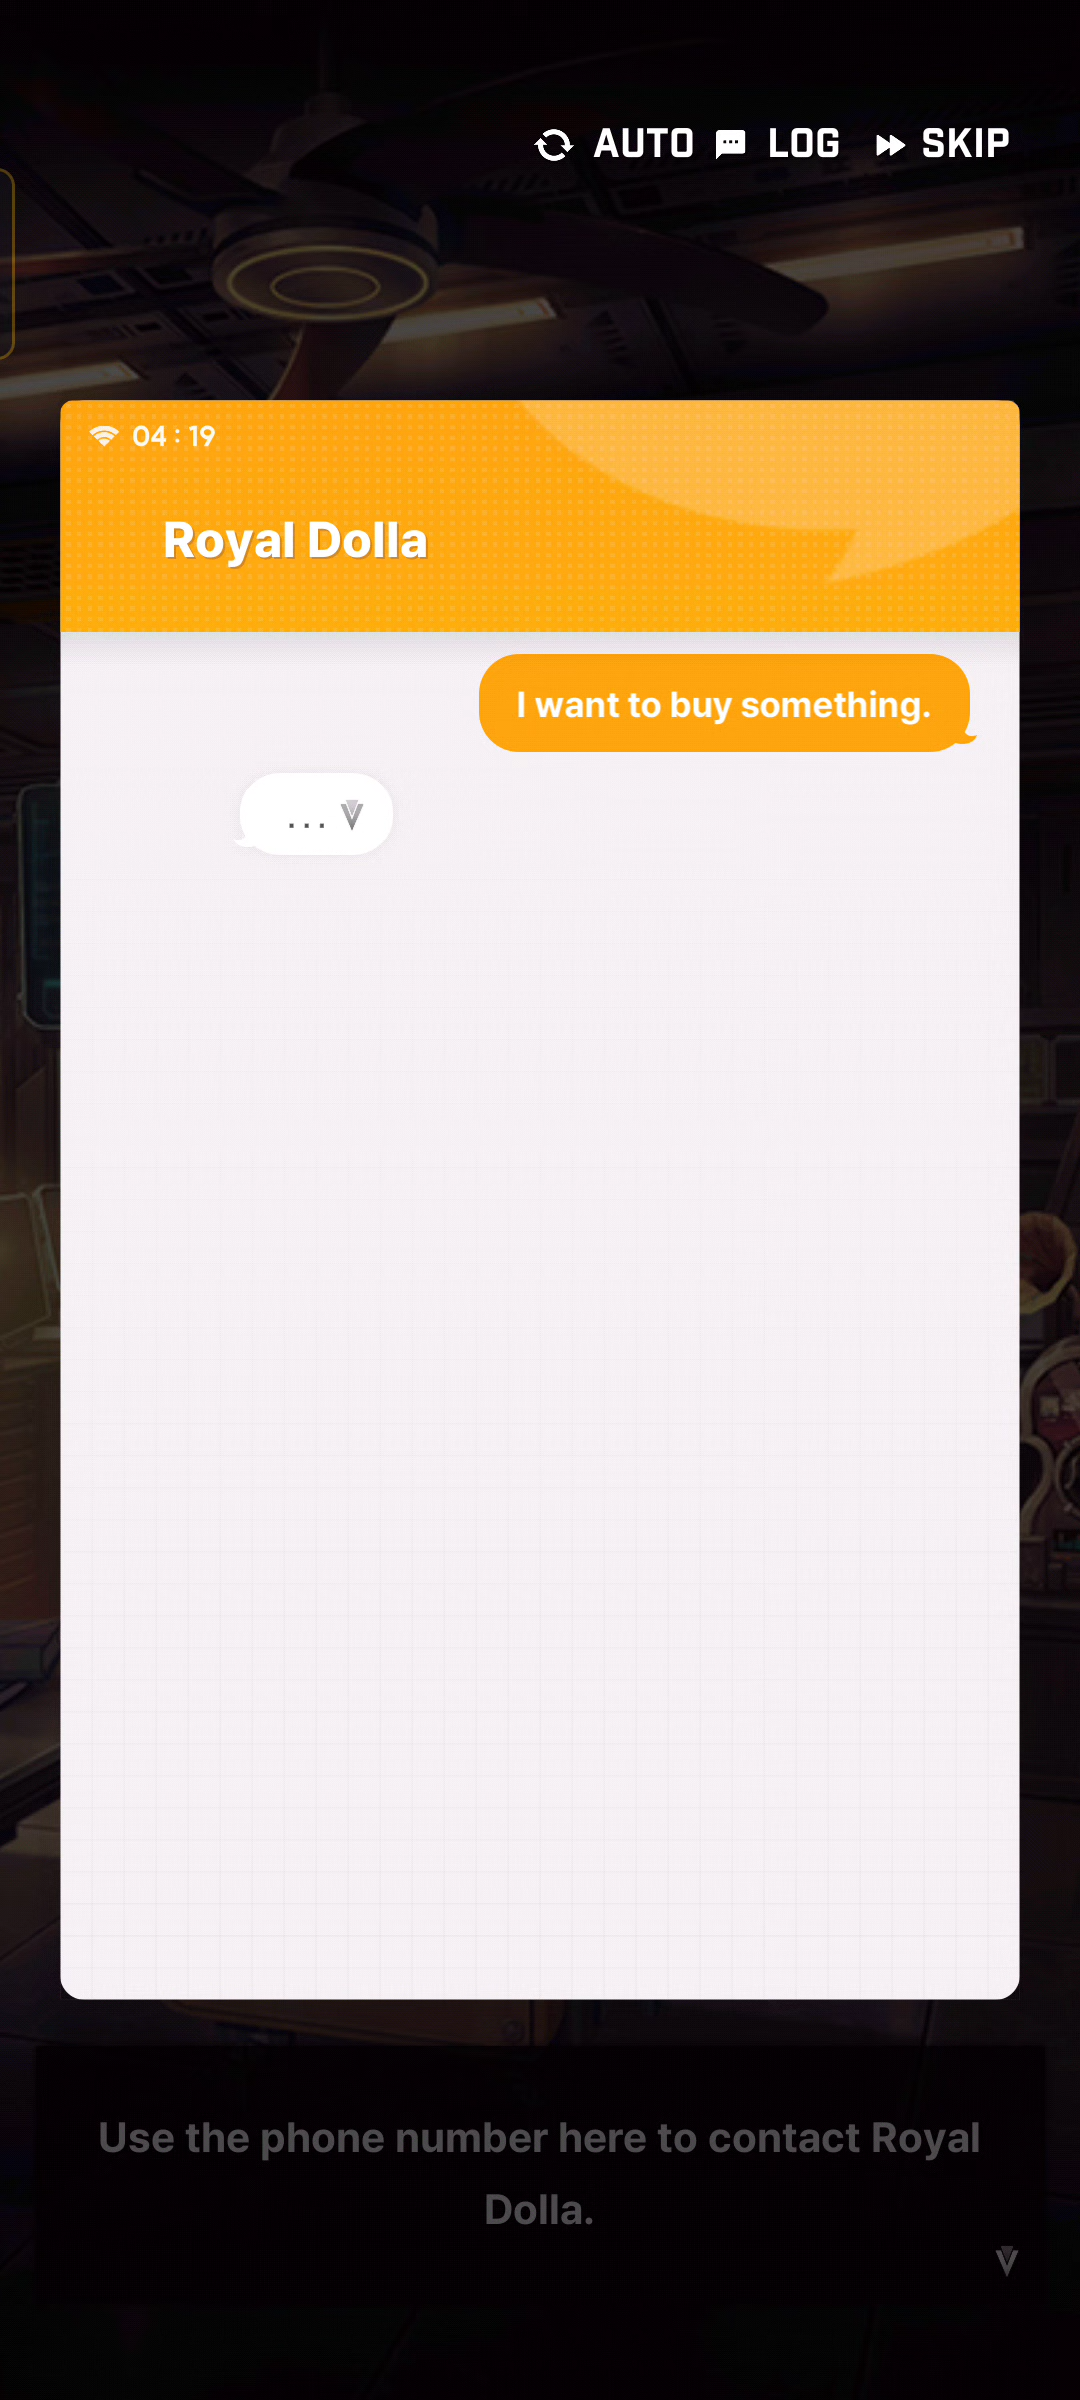 AUTO LOG SKIP
04 : 19
Royal Dolla
I want to buy something.
...
Use the phone number here to contact Royal
Dolla.